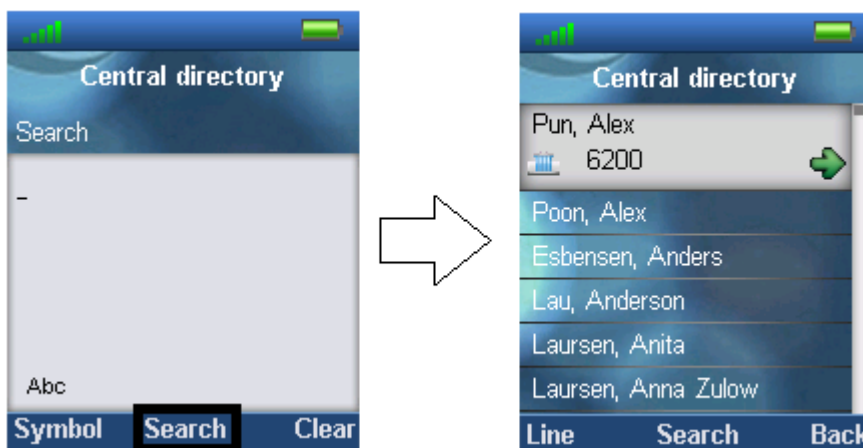 Central directory
Search
_
Abc
Symbol Search Clear
Central directory
Pun, Alex
6200
Poon, Alex
Esbensen, Anders
Lau, Anderson
Laursen, Anita
Laursen, Anna Zulow
Line Search Back